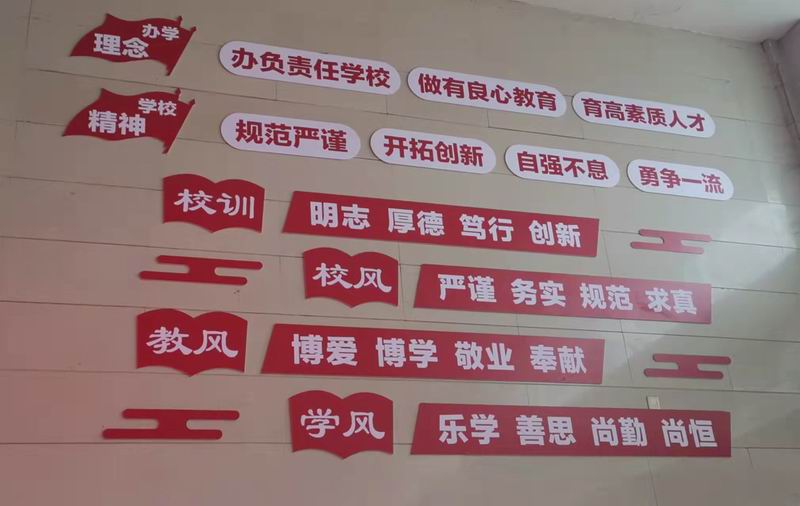 办学
理念
办负责任学校 做有良心教育 育高素质人才
学校
精神
规范严谨 开拓创新 自强不息 勇争一流
校训 明志 厚德 笃行 创新
校风 严谨 务实 规范 求真
教风 博爱 博学 敬业 奉献
学风 乐学 善思 尚勤 尚恒